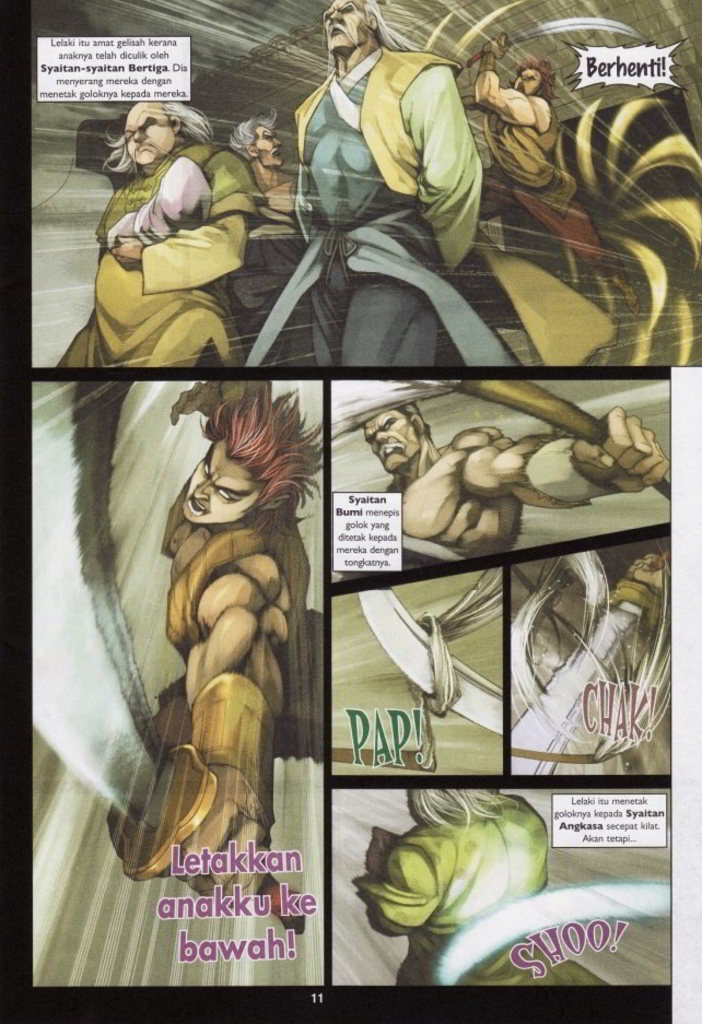 Lelaki itu amat gelisah kerana
anaknya telah diculik oleh
Syaitan-syaitan Bertiga. Dia
menyerang mereka dengan
menetak goloknya kepada mereka.
Berhenti!
Letakkan
anakku ke
bawah!
Syaitan
Bumi menepis
golok yang
ditetak kepada
mereka dengan
tongkatnya.
PAP!
CHAK!
Lelaki itu menetak
goloknya kepada Syaitan
Angkasa secepat kilat.
Akan tetapi...
SHOO!
11